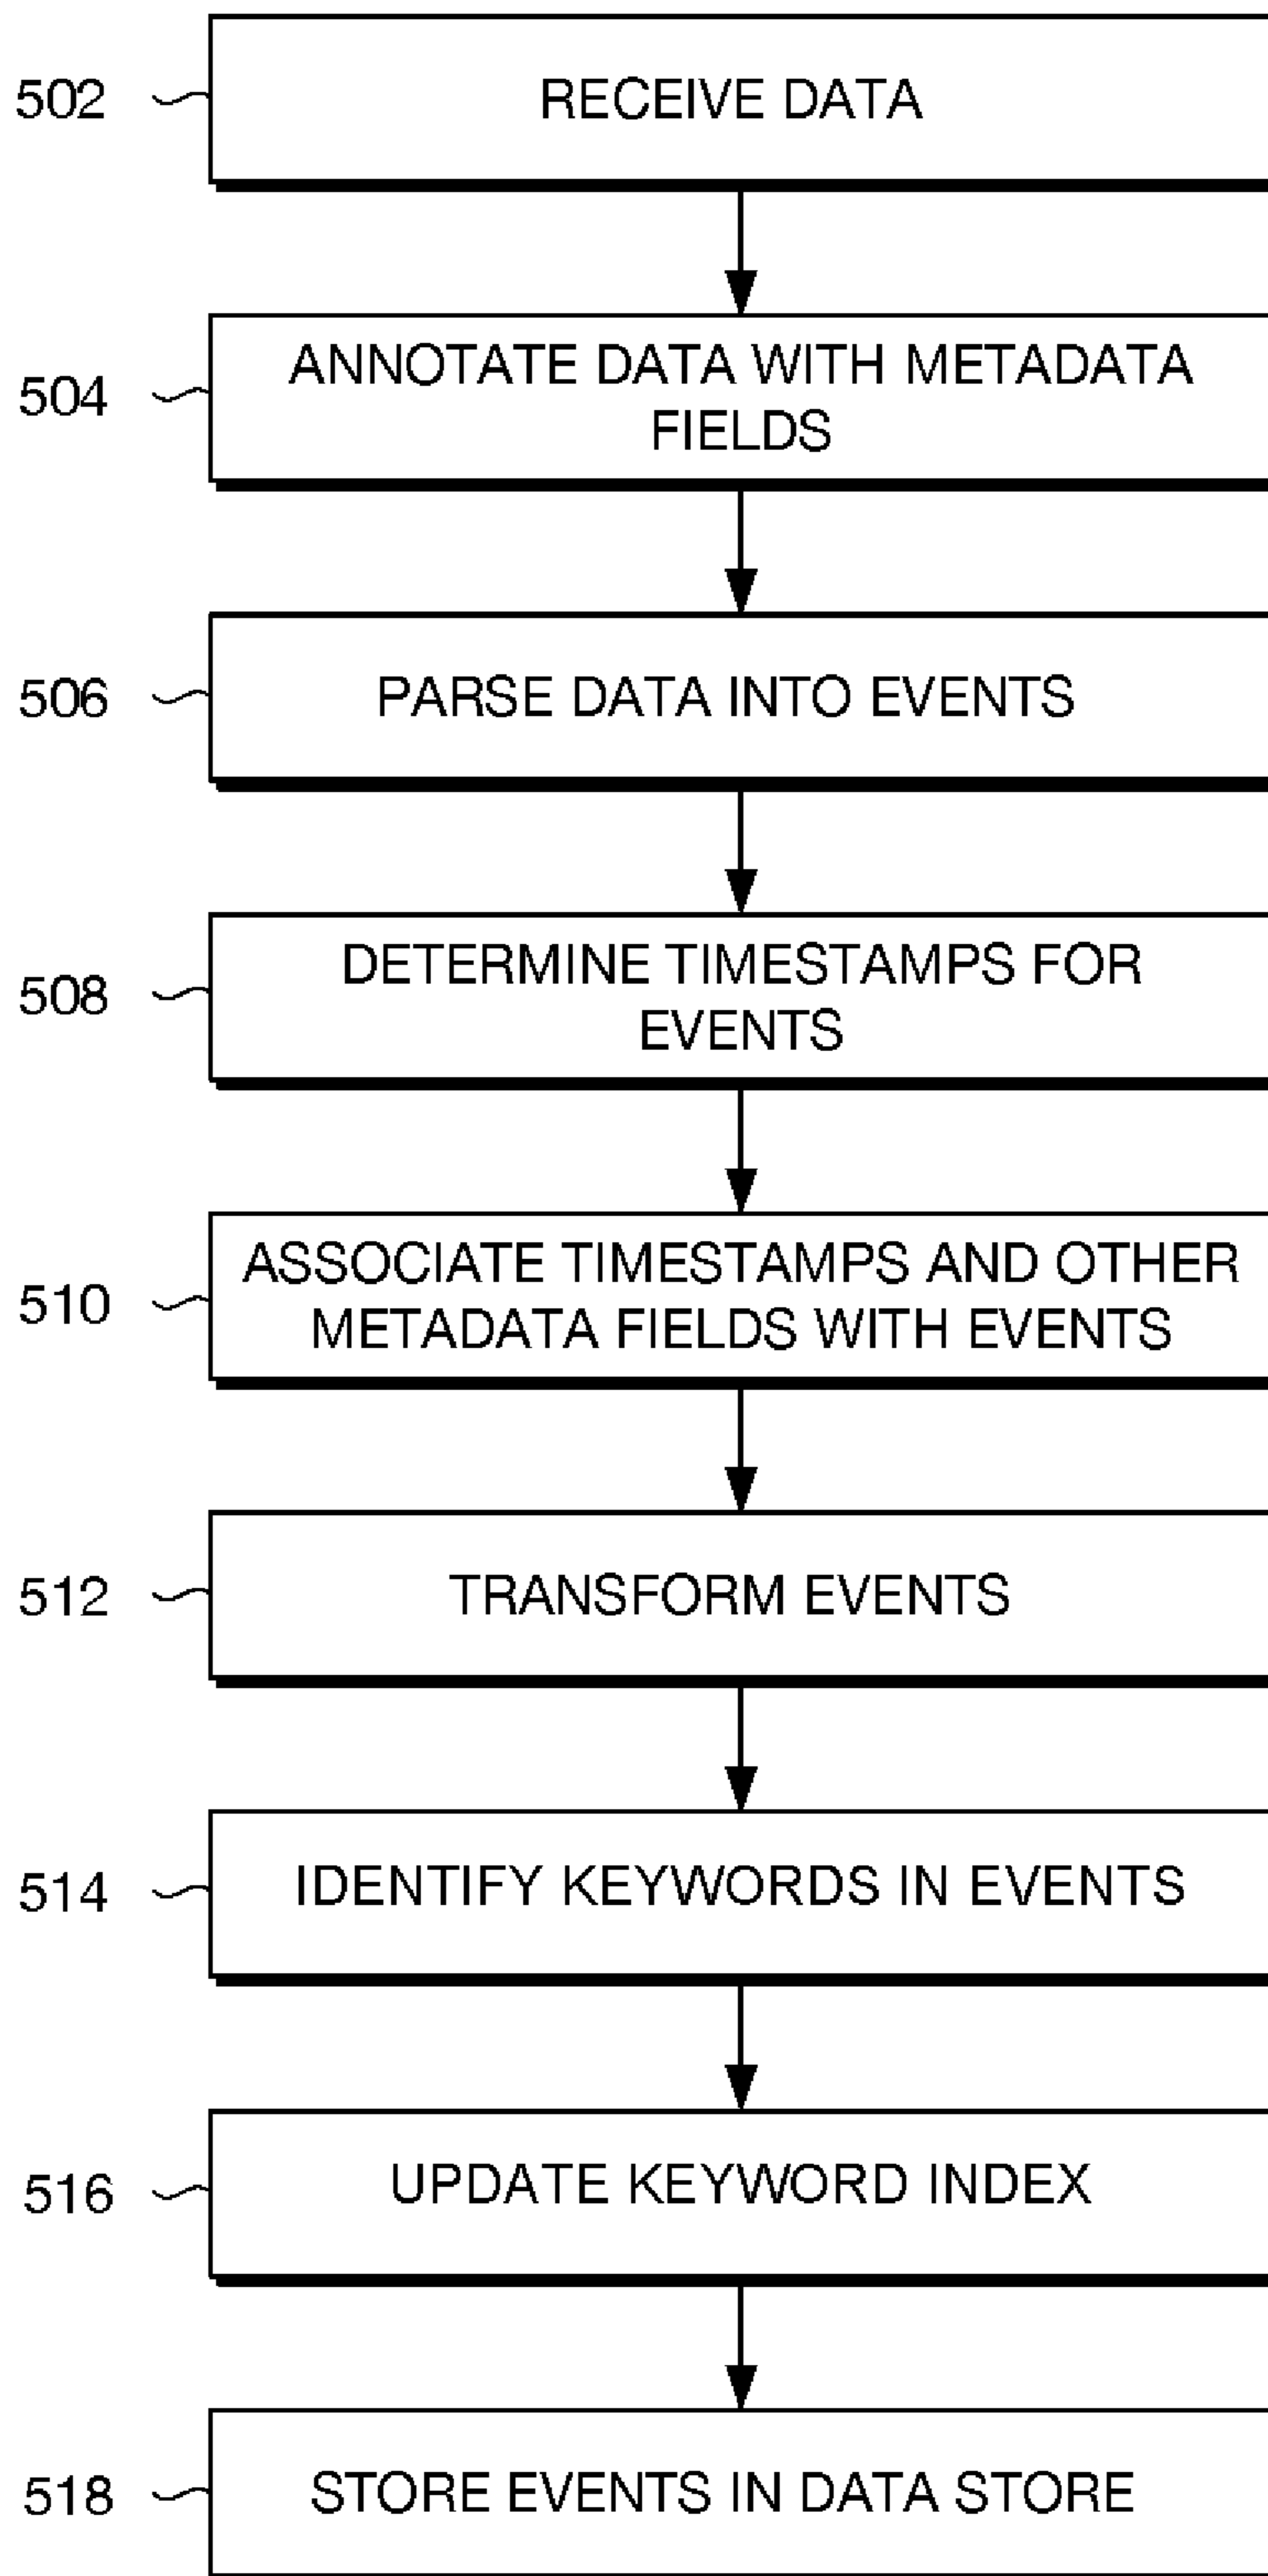 502 RECEIVE DATA
504 ANNOTATE DATA WITH METADATA
FIELDS
506 PARSE DATA INTO EVENTS
508 DETERMINE TIMESTAMPS FOR
EVENTS
510 ASSOCIATE TIMESTAMPS AND OTHER
METADATA FIELDS WITH EVENTS
512 TRANSFORM EVENTS
514 IDENTIFY KEYWORDS IN EVENTS
516 UPDATE KEYWORD INDEX
518 STORE EVENTS IN DATA STORE